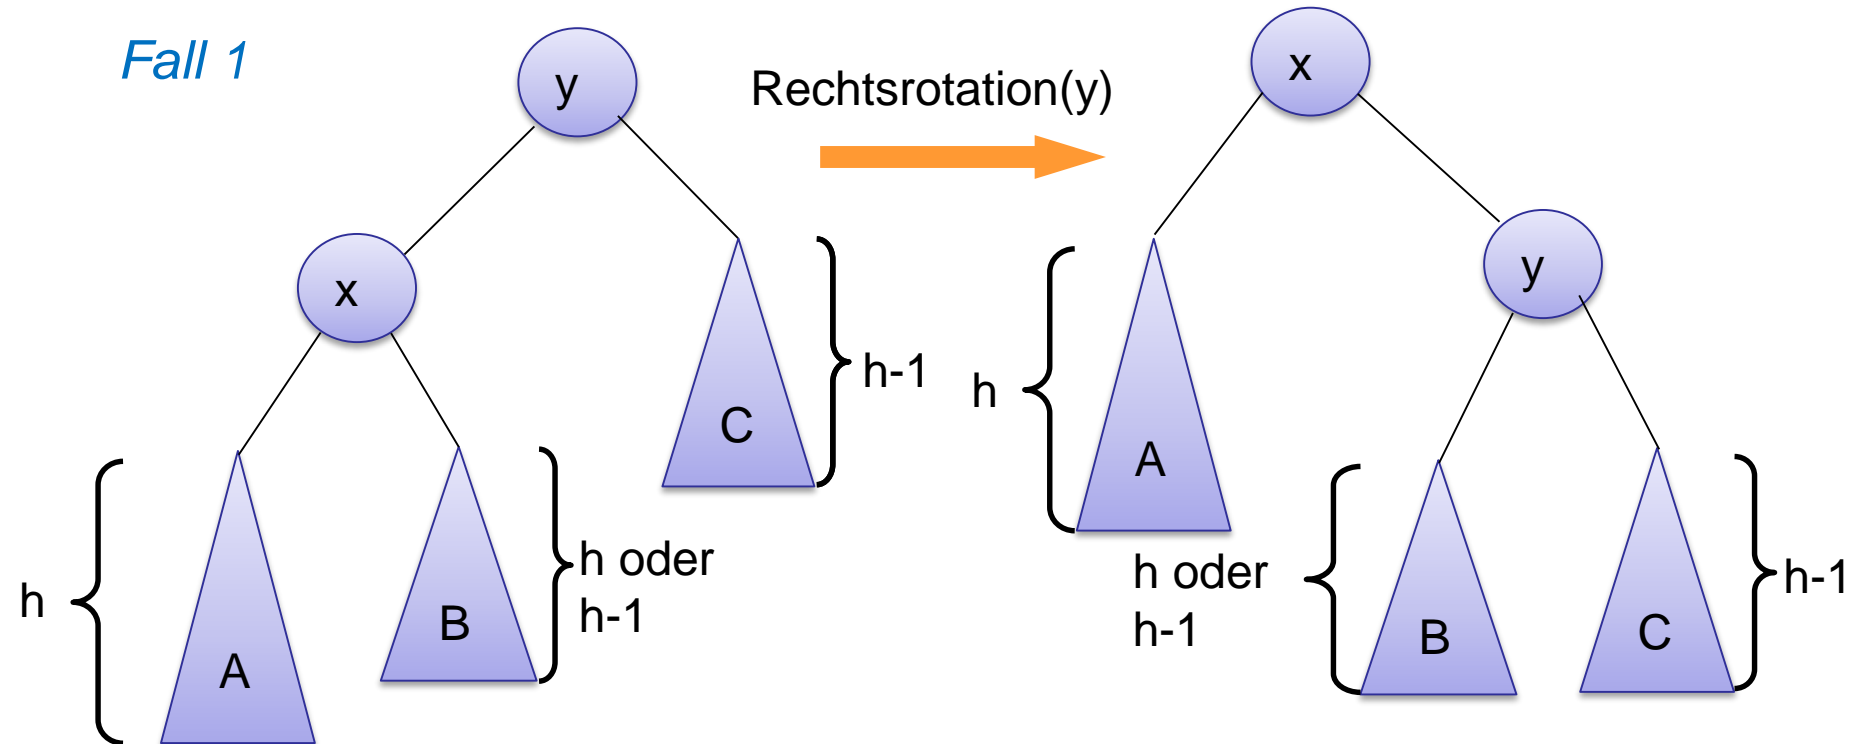 Fall 1
y
Rechtsrotation(y)
x
x
y
C
h-1
h
A
h
A
B
h oder
h-1
h oder
h-1
B
C
h-1